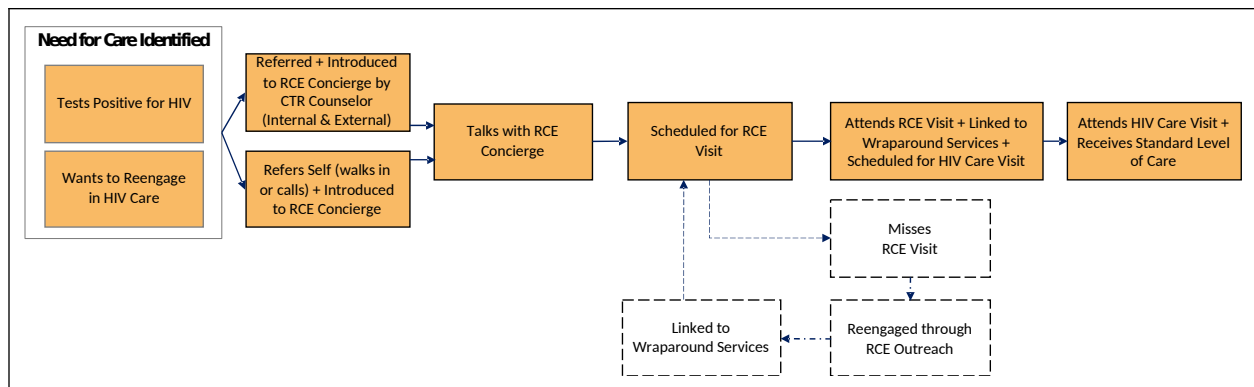 Need for Care Identified
Tests Positive for HIV
Wants to Reengage
in HIV Care
Referred + Introduced
to RCE Concierge by
CTR Counselor
(Internal & External)
Refers Self (walks in
or calls) + Introduced
to RCE Concierge
Talks with RCE
Concierge
Scheduled for RCE
Visit
Attends RCE Visit + Linked to
Wraparound Services +
Scheduled for HIV Care Visit
Attends HIV Care Visit +
Receives Standard Level
of Care
Misses
RCE Visit
Reengaged through
RCE Outreach
Linked to
Wraparound Services